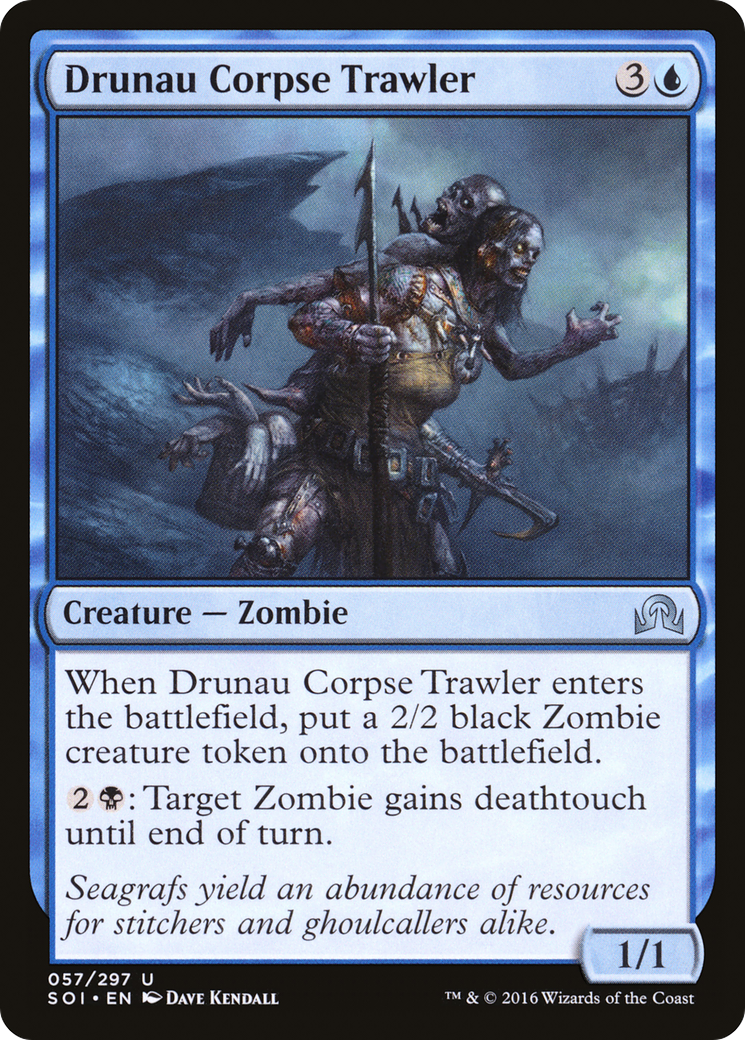 Drunau Corpse Trawler 3
Creature — Zombie
When Drunau Corpse Trawler enters
the battlefield, put a 2/2 black Zombie
creature token onto the battlefield.
2 : Target Zombie gains deathtouch
until end of turn.
Seagrafs yield an abundance of resources
for stitchers and ghoulcallers alike.
1/1
057/297 U
SOI • EN Dave Kendall
™ & © 2016 Wizards of the Coast